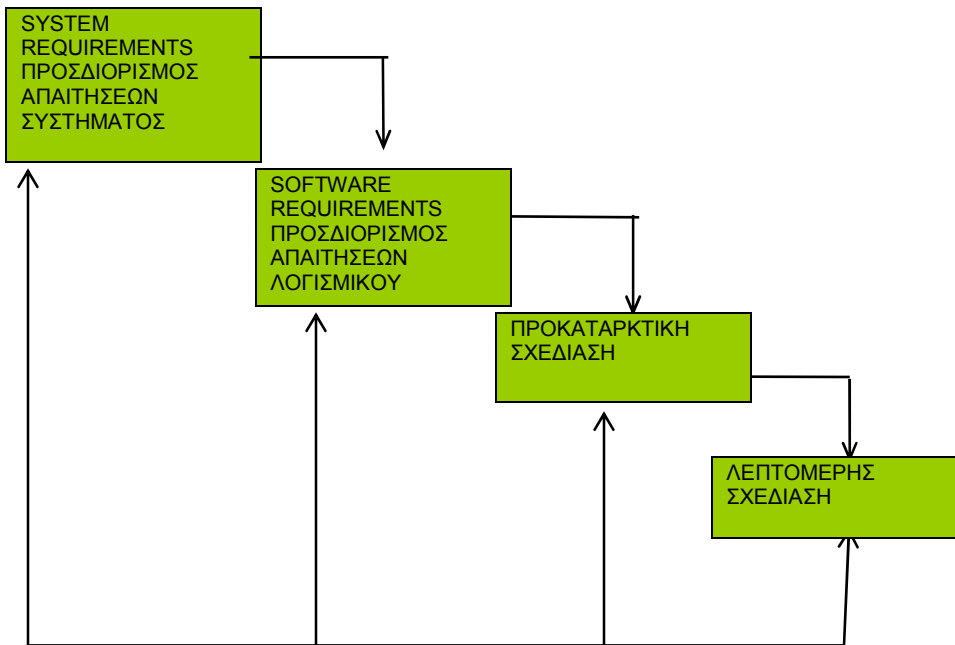 SYSTEM
REQUIREMENTS
ΠΡΟΣΔΙΟΡΙΣΜΟΣ
ΑΠΑΙΤΗΣΕΩΝ
ΣΥΣΤΗΜΑΤΟΣ
SOFTWARE
REQUIREMENTS
ΠΡΟΣΔΙΟΡΙΣΜΟΣ
ΑΠΑΙΤΗΣΕΩΝ
ΛΟΓΙΣΜΙΚΟΥ
ΠΡΟΚΑΤΑΡΚΤΙΚΗ
ΣΧΕΔΙΑΣΗ
ΛΕΠΤΟΜΕΡΗΣ
ΣΧΕΔΙΑΣΗ